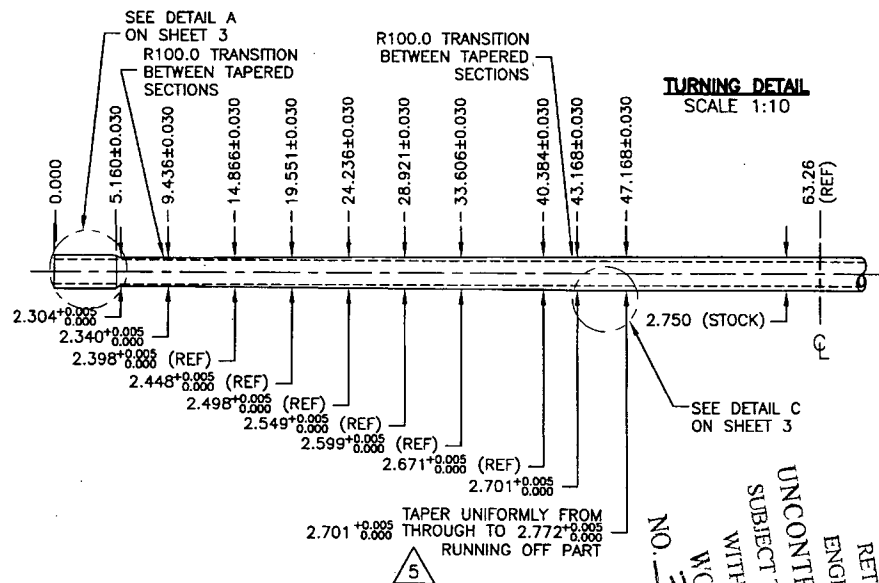 SEE DETAIL A
ON SHEET 3
R100.0 TRANSITION
BETWEEN TAPERED
SECTIONS
R100.0 TRANSITION
BETWEEN TAPERED
SECTIONS
TURNING DETAIL
SCALE 1:10
0.000
5.160±0.030
9.436±0.030
14.866±0.030
19.551±0.030
24.236±0.030
28.921±0.030
33.606±0.030
40.384±0.030
43.168±0.030
47.168±0.030
63.26
(REF)
2.304 +0.005 0.000
2.340 +0.005 0.000
2.398 +0.005 0.000 (REF)
2.448 +0.005 0.000 (REF)
2.498 +0.005 0.000 (REF)
2.549 +0.005 0.000 (REF)
2.599 +0.005 0.000 (REF)
2.671 +0.005 0.000 (REF)
2.701 +0.005 0.000
2.750 (STOCK)
SEE DETAIL C
ON SHEET 3
TAPER UNIFORMLY FROM
2.701 +0.005 0.000 THROUGH TO 2.772 +0.005 0.000
RUNNING OFF PART
5
RET
ENG
UNCONT
SUBJECT
WITH
WO
NO.